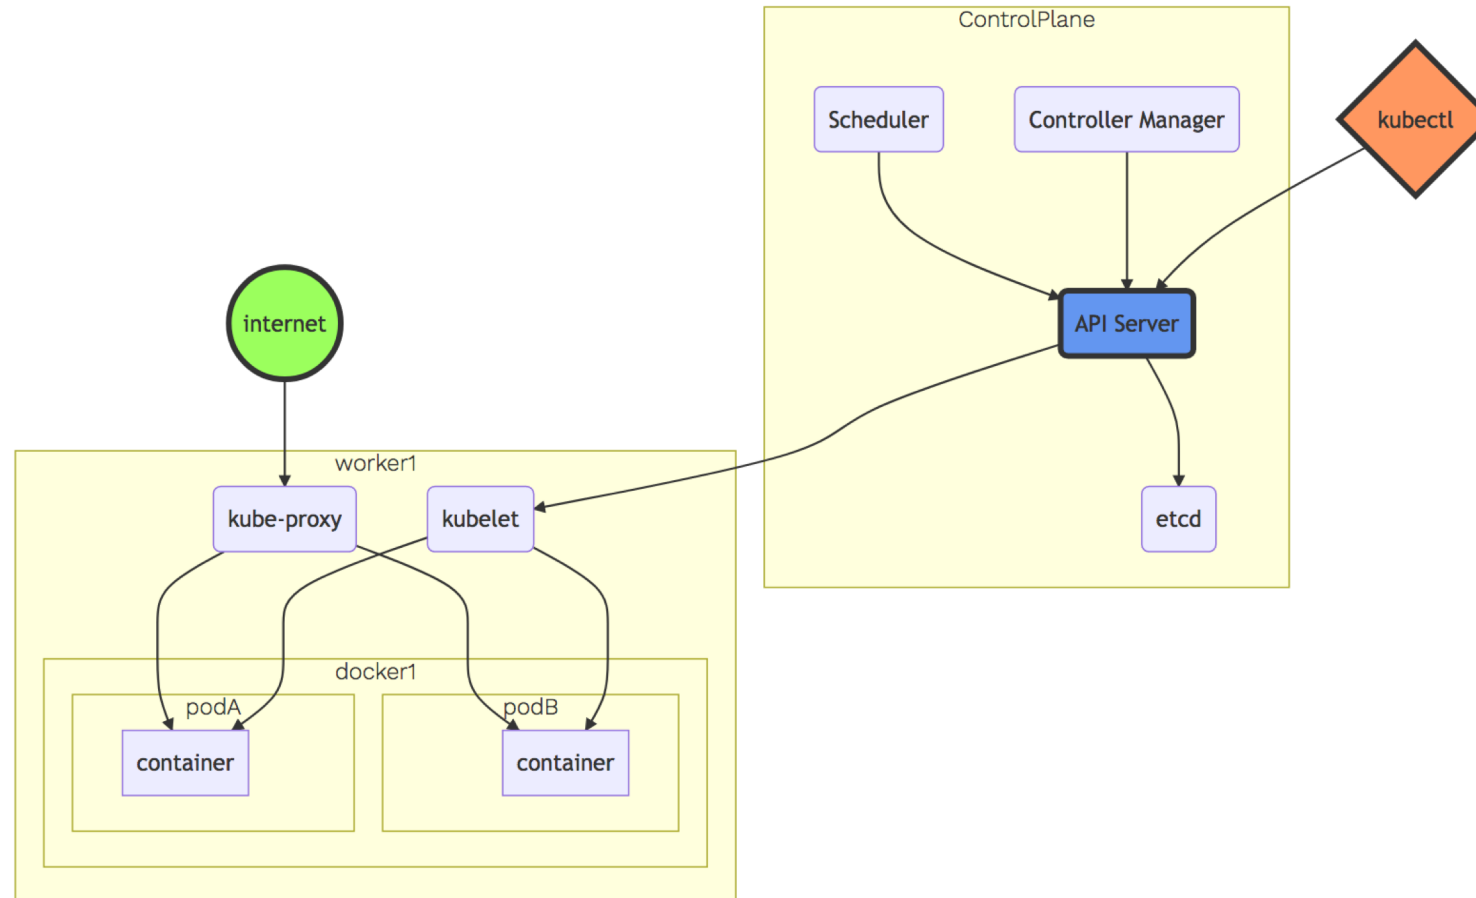 ControlPlane
Scheduler
Controller Manager
kubectl
internet
API Server
worker1
kube-proxy
kubelet
etcd
docker1
podA
podB
container
container